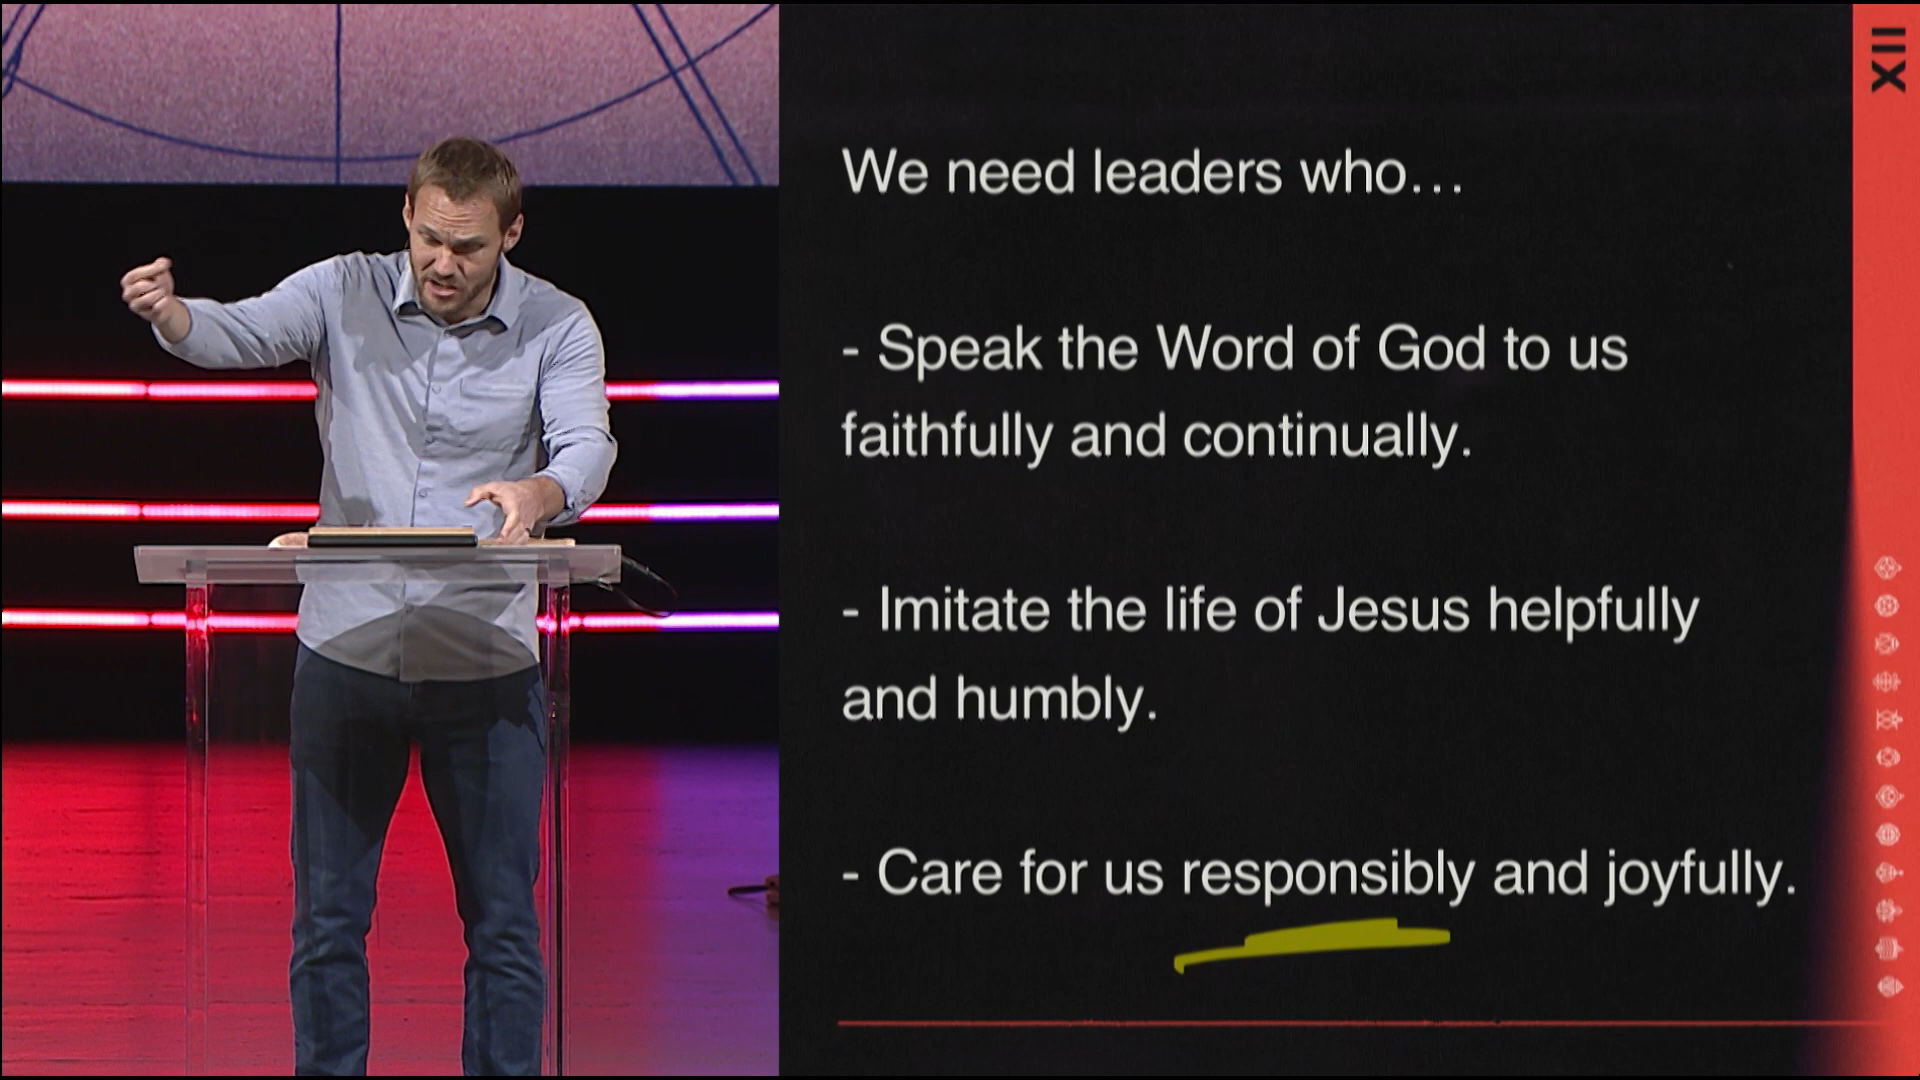 XII
We need leaders who…
- Speak the Word of God to us
faithfully and continually.
- Imitate the life of Jesus helpfully
and humbly.
- Care for us responsibly and joyfully.